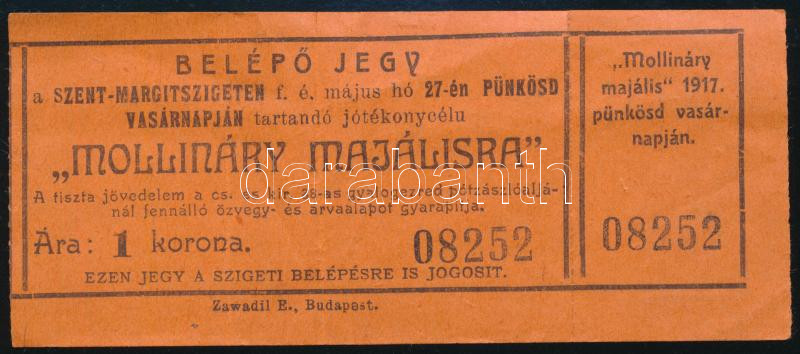 BELÉPŐ JEGY
a SZENT-MARGITSZIGETEN f. é. május hó 27-én PÜNKÖSD
VASÁRNAPJÁN tartandó jótékonycélu
„MOLLINÁRY MAJÁLISRA"
A tiszta jövedelem a cs. és kir. 38-as gyalogezred pótzászlóaljá-
nál fennálló özvegy- és árvaalapot gyarapitja.
Ára: 1 korona. 08252
EZEN JEGY A SZIGETI BELÉPÉSRE IS JOGOSIT.
Zawadil E., Budapest.
„Mollináry
majális" 1917.
pünkösd vasár-
napján.
08252
darabanth